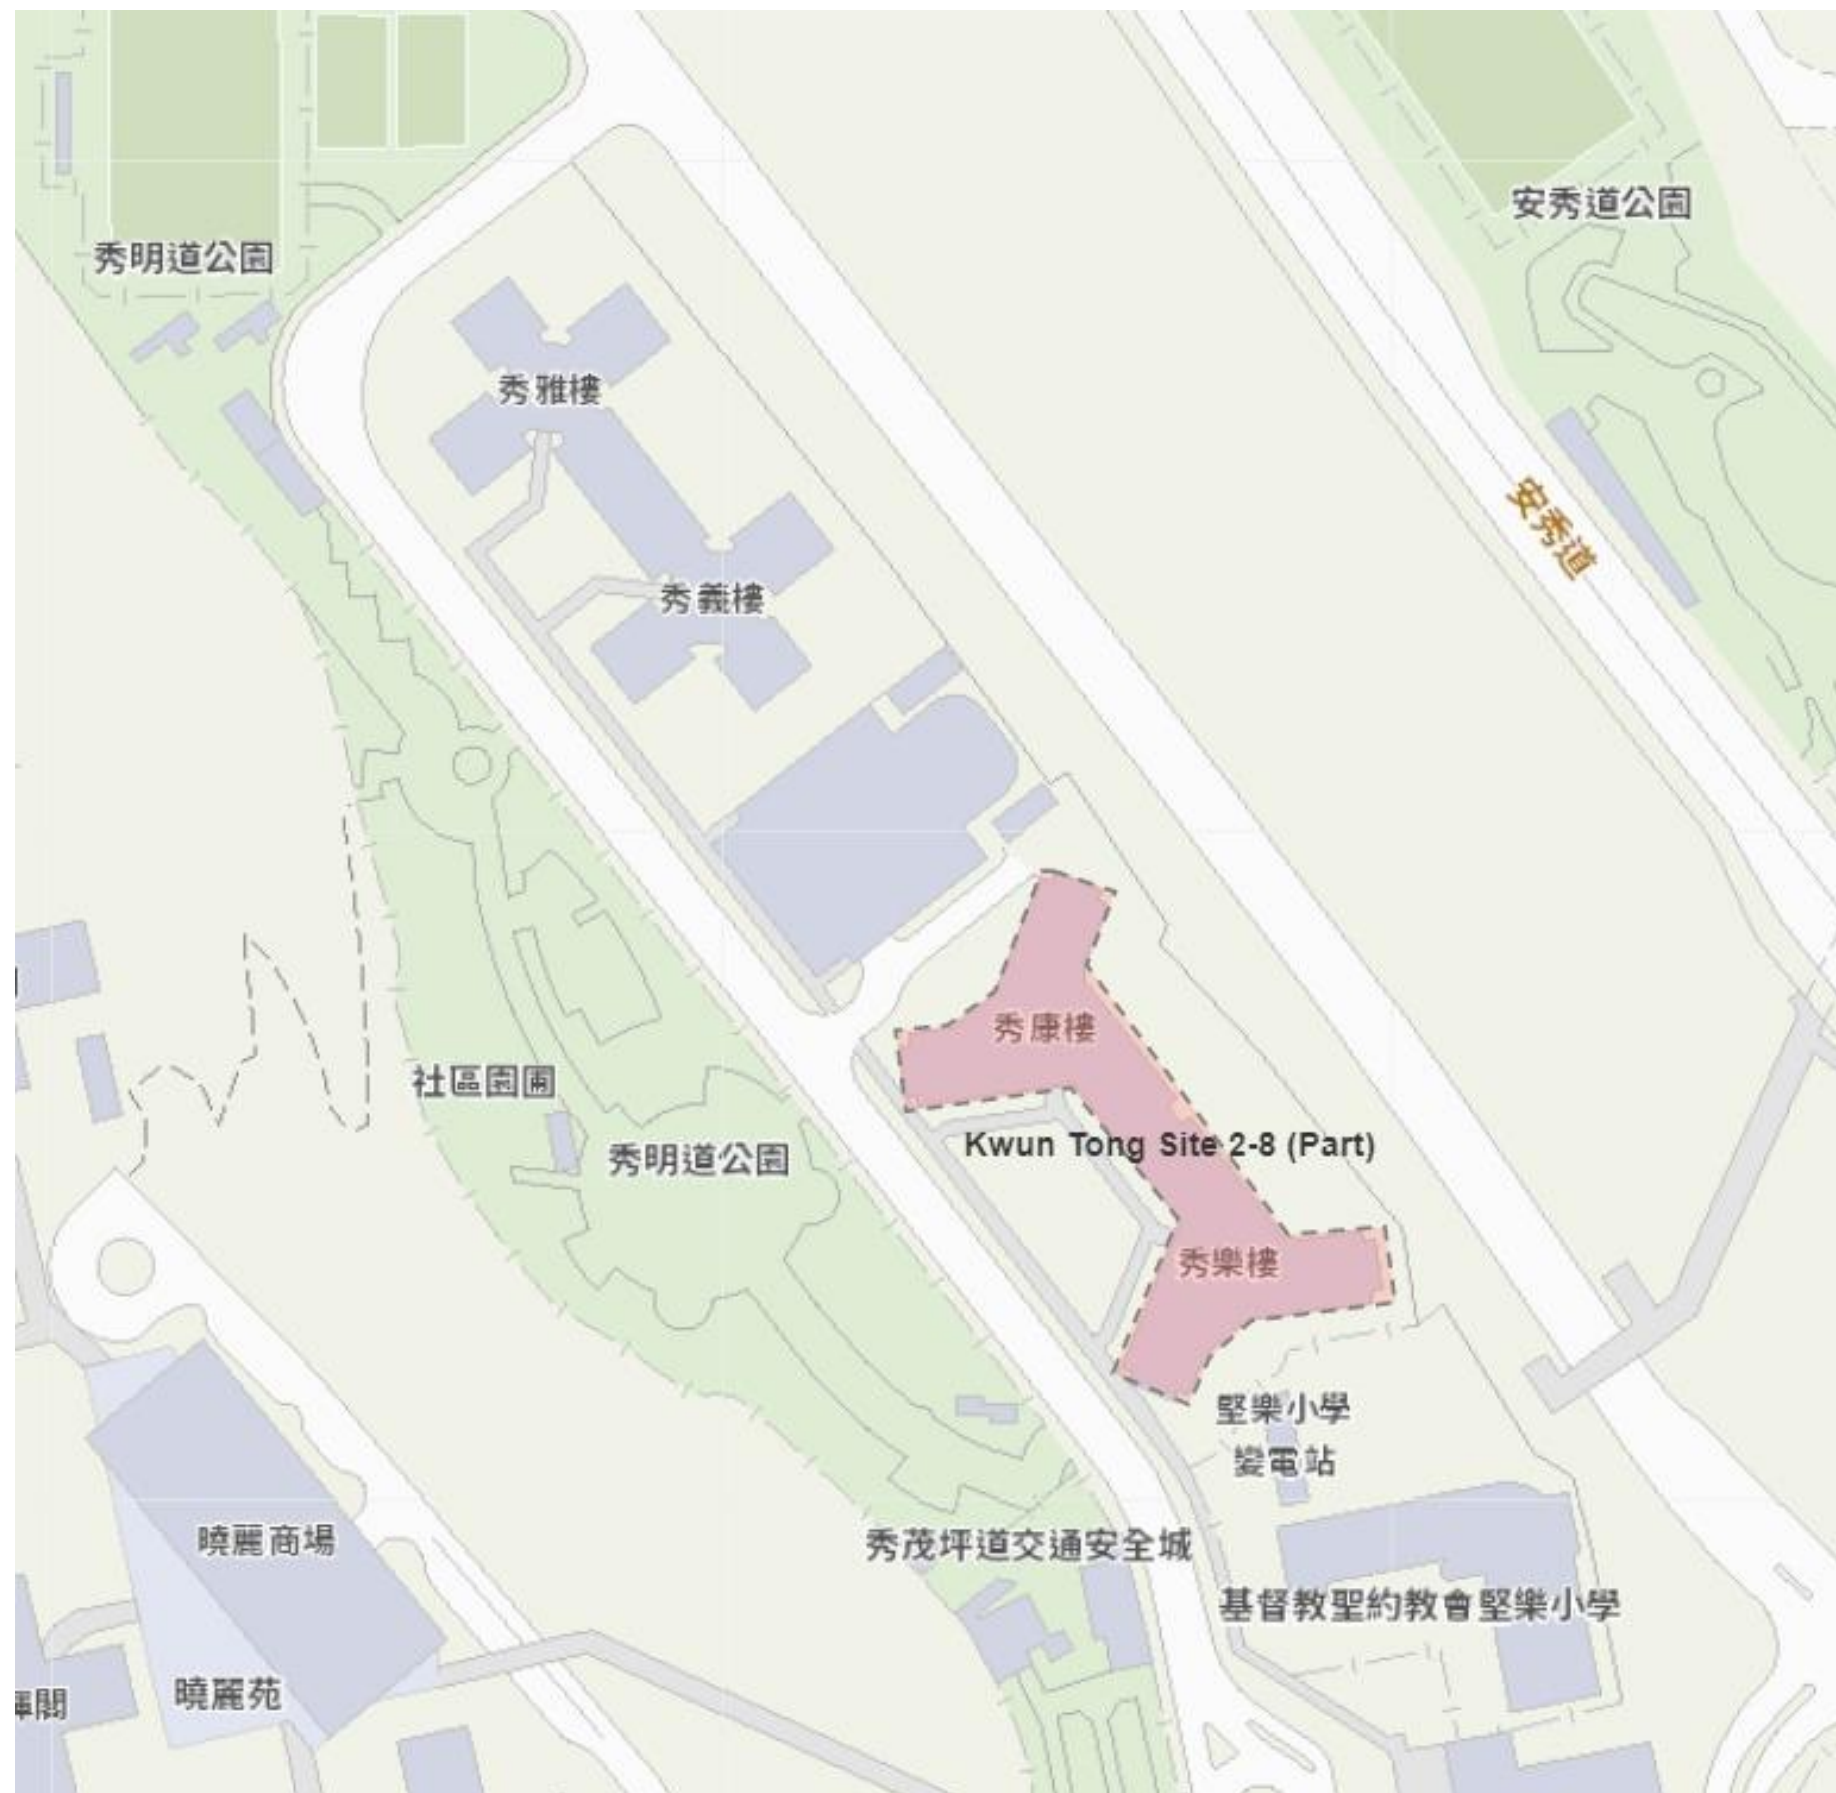 安秀道公園
秀明道公園
秀雅樓
安秀道
秀義樓
秀康樓
社區園圃
Kwun Tong Site 2-8 (Part)
秀明道公園
秀樂樓
堅樂小學
變電站
曉麗商場
秀茂坪道交通安全城
基督教聖約教會堅樂小學
曉麗苑
閣